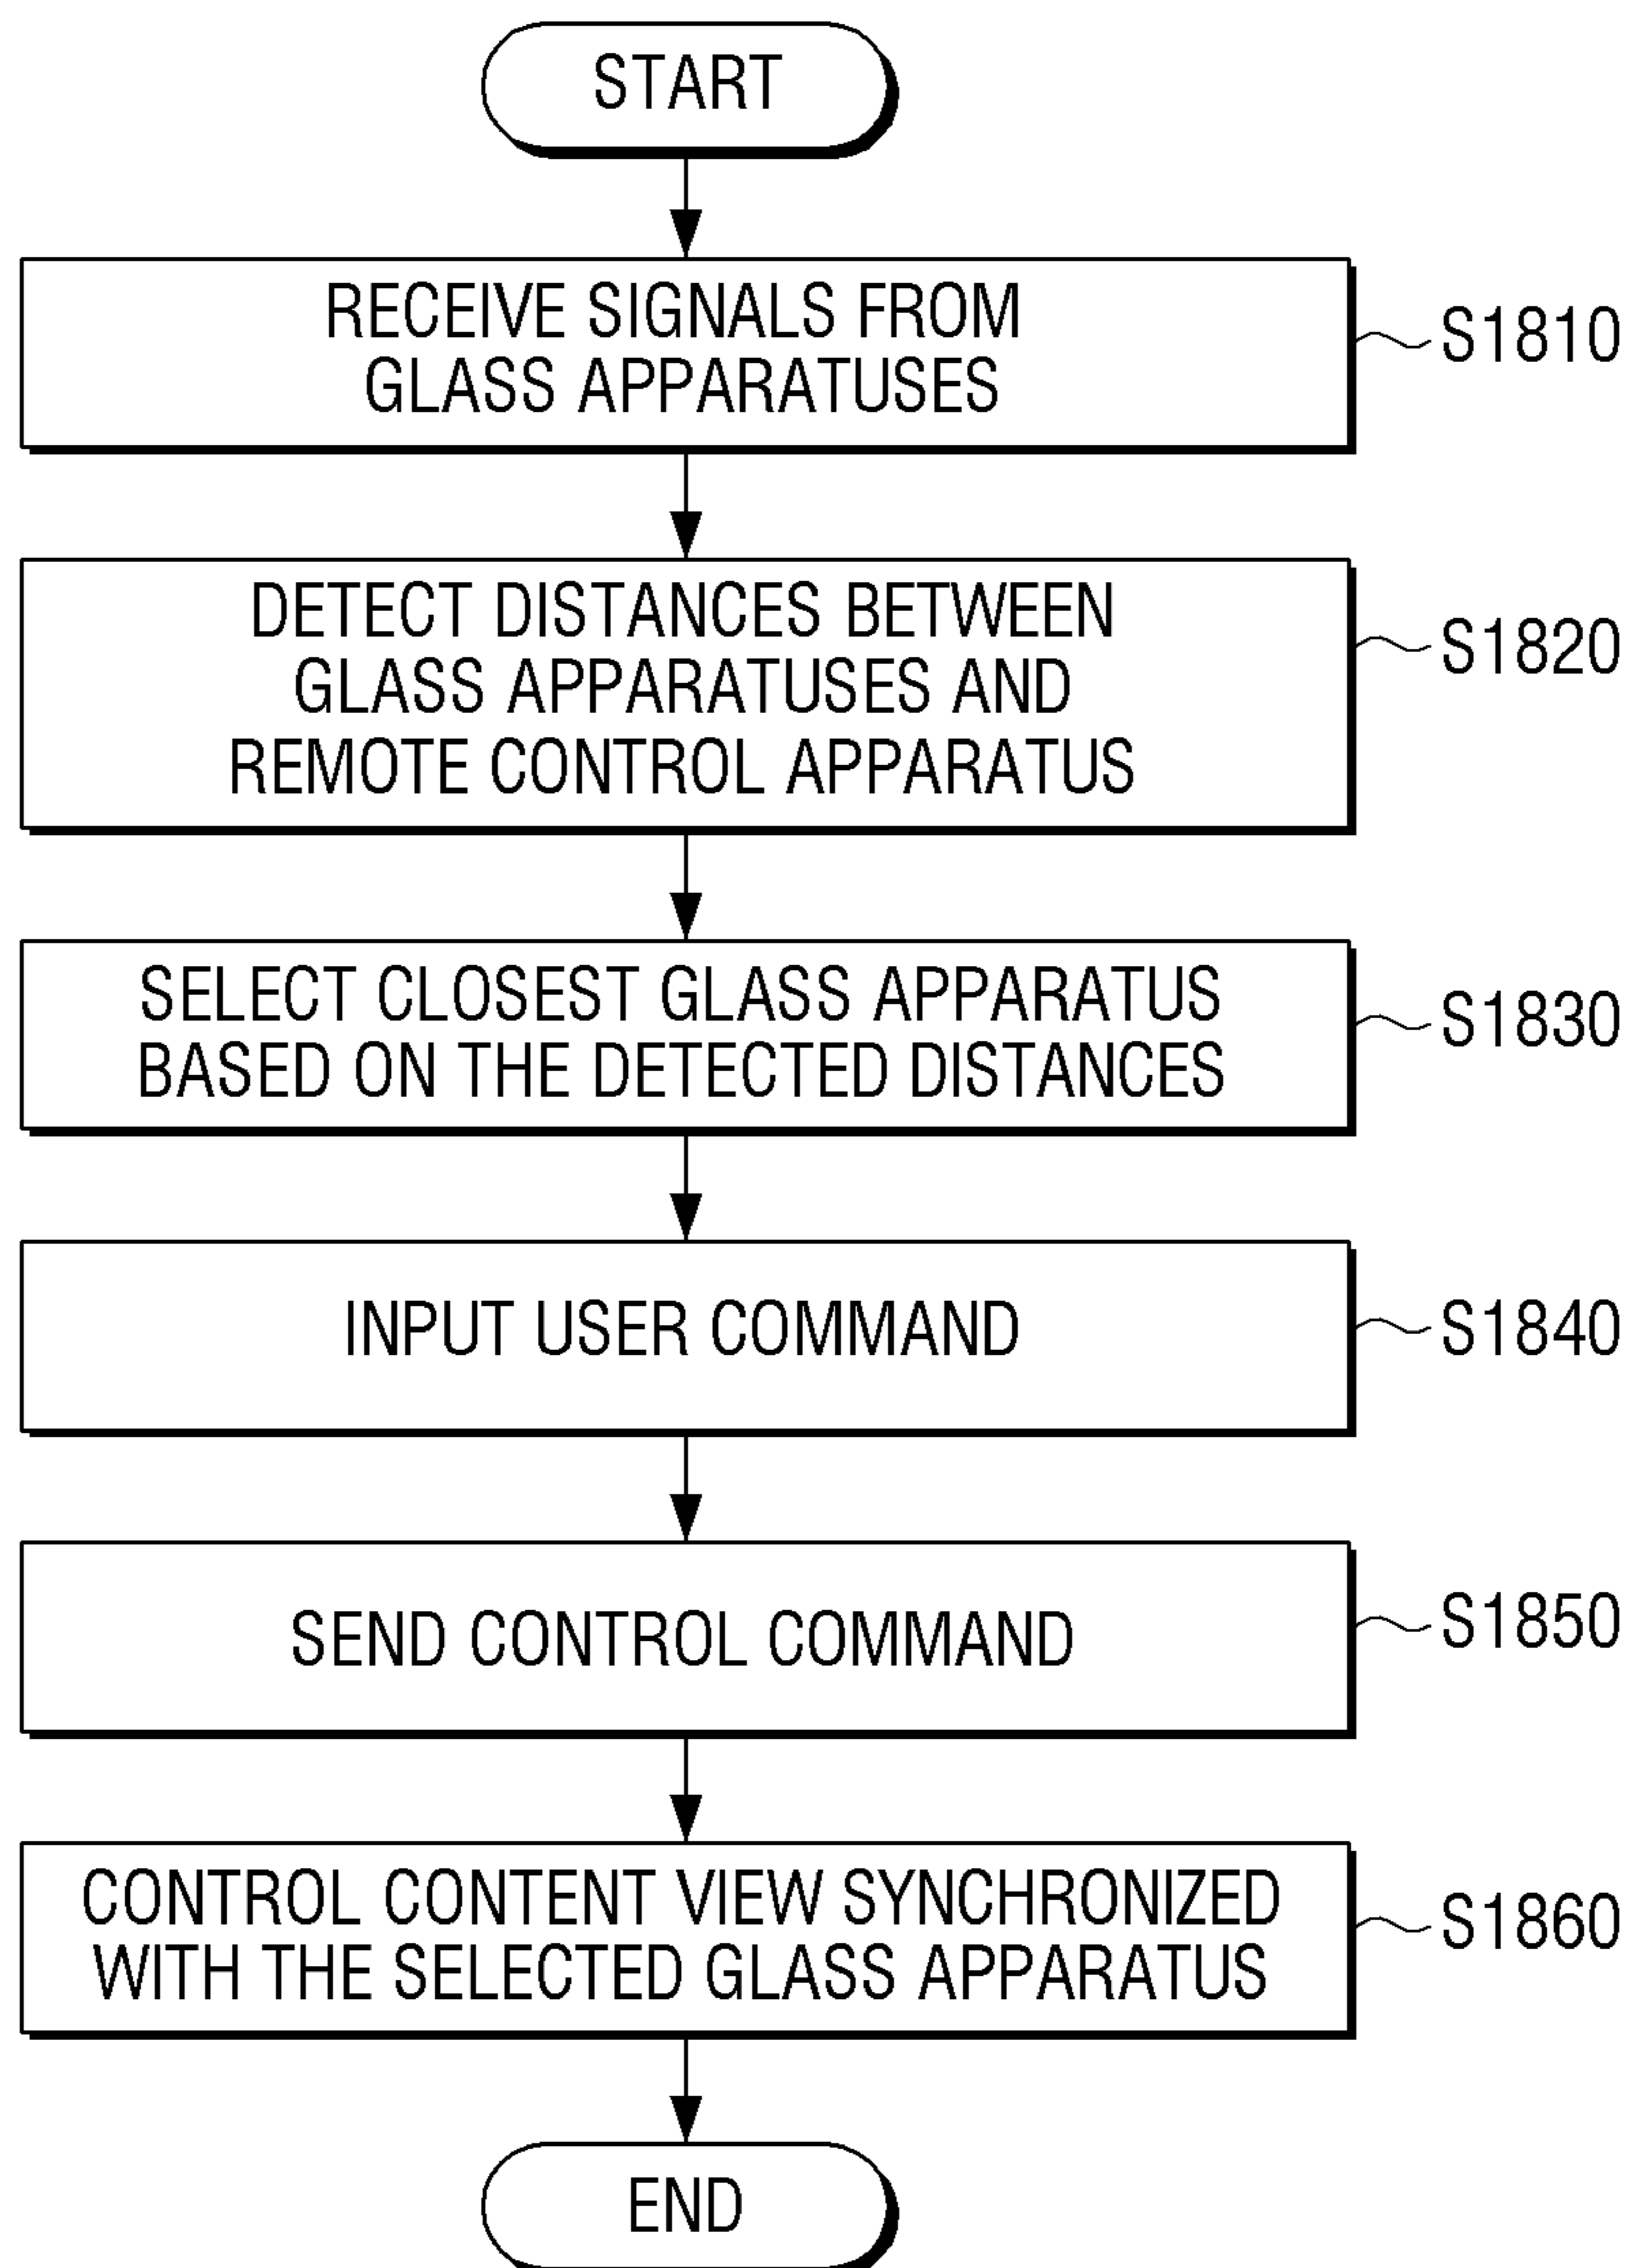 START
RECEIVE SIGNALS FROM
GLASS APPARATUSES
S1810
DETECT DISTANCES BETWEEN
GLASS APPARATUSES AND
REMOTE CONTROL APPARATUS
S1820
SELECT CLOSEST GLASS APPARATUS
BASED ON THE DETECTED DISTANCES
S1830
INPUT USER COMMAND
S1840
SEND CONTROL COMMAND
S1850
CONTROL CONTENT VIEW SYNCHRONIZED
WITH THE SELECTED GLASS APPARATUS
S1860
END